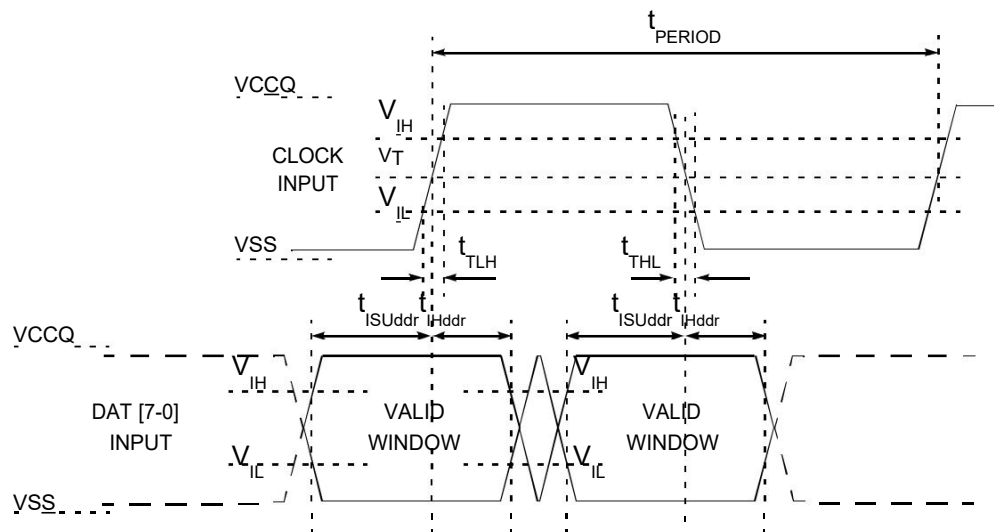 tPERIOD
VCCQ
VIH
CLOCK
INPUT
VT
VIL
VSS
tTLH
tTHL
tISUddr tIHddr
tISUddr tIHddr
VCCQ
VIH
VIH
DAT [7-0]
INPUT
VALID
WINDOW
VALID
WINDOW
VIL
VIL
VSS